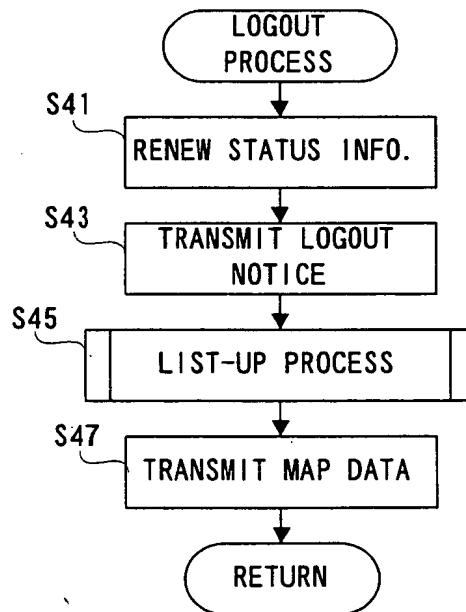 LOGOUT
PROCESS
S41
RENEW STATUS INFO.
S43
TRANSMIT LOGOUT
NOTICE
S45
LIST-UP PROCESS
S47
TRANSMIT MAP DATA
RETURN